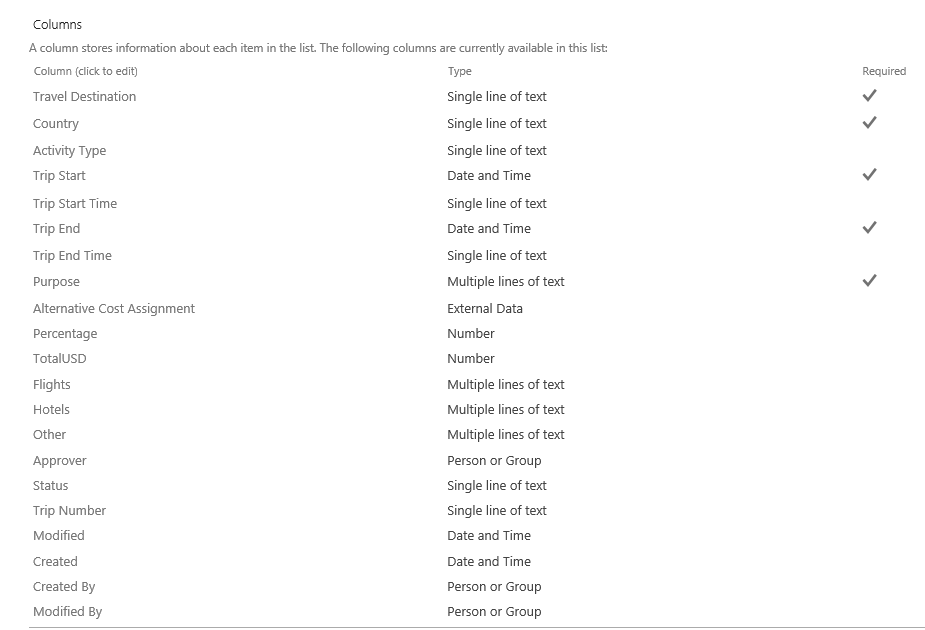 Columns
A column stores information about each item in the list. The following columns are currently available in this list:
Column (click to edit) Type Required
Travel Destination Single line of text ✓
Country Single line of text ✓
Activity Type Single line of text
Trip Start Date and Time ✓
Trip Start Time Single line of text
Trip End Date and Time ✓
Trip End Time Single line of text
Purpose Multiple lines of text ✓
Alternative Cost Assignment External Data
Percentage Number
TotalUSD Number
Flights Multiple lines of text
Hotels Multiple lines of text
Other Multiple lines of text
Approver Person or Group
Status Single line of text
Trip Number Single line of text
Modified Date and Time
Created Date and Time
Created By Person or Group
Modified By Person or Group